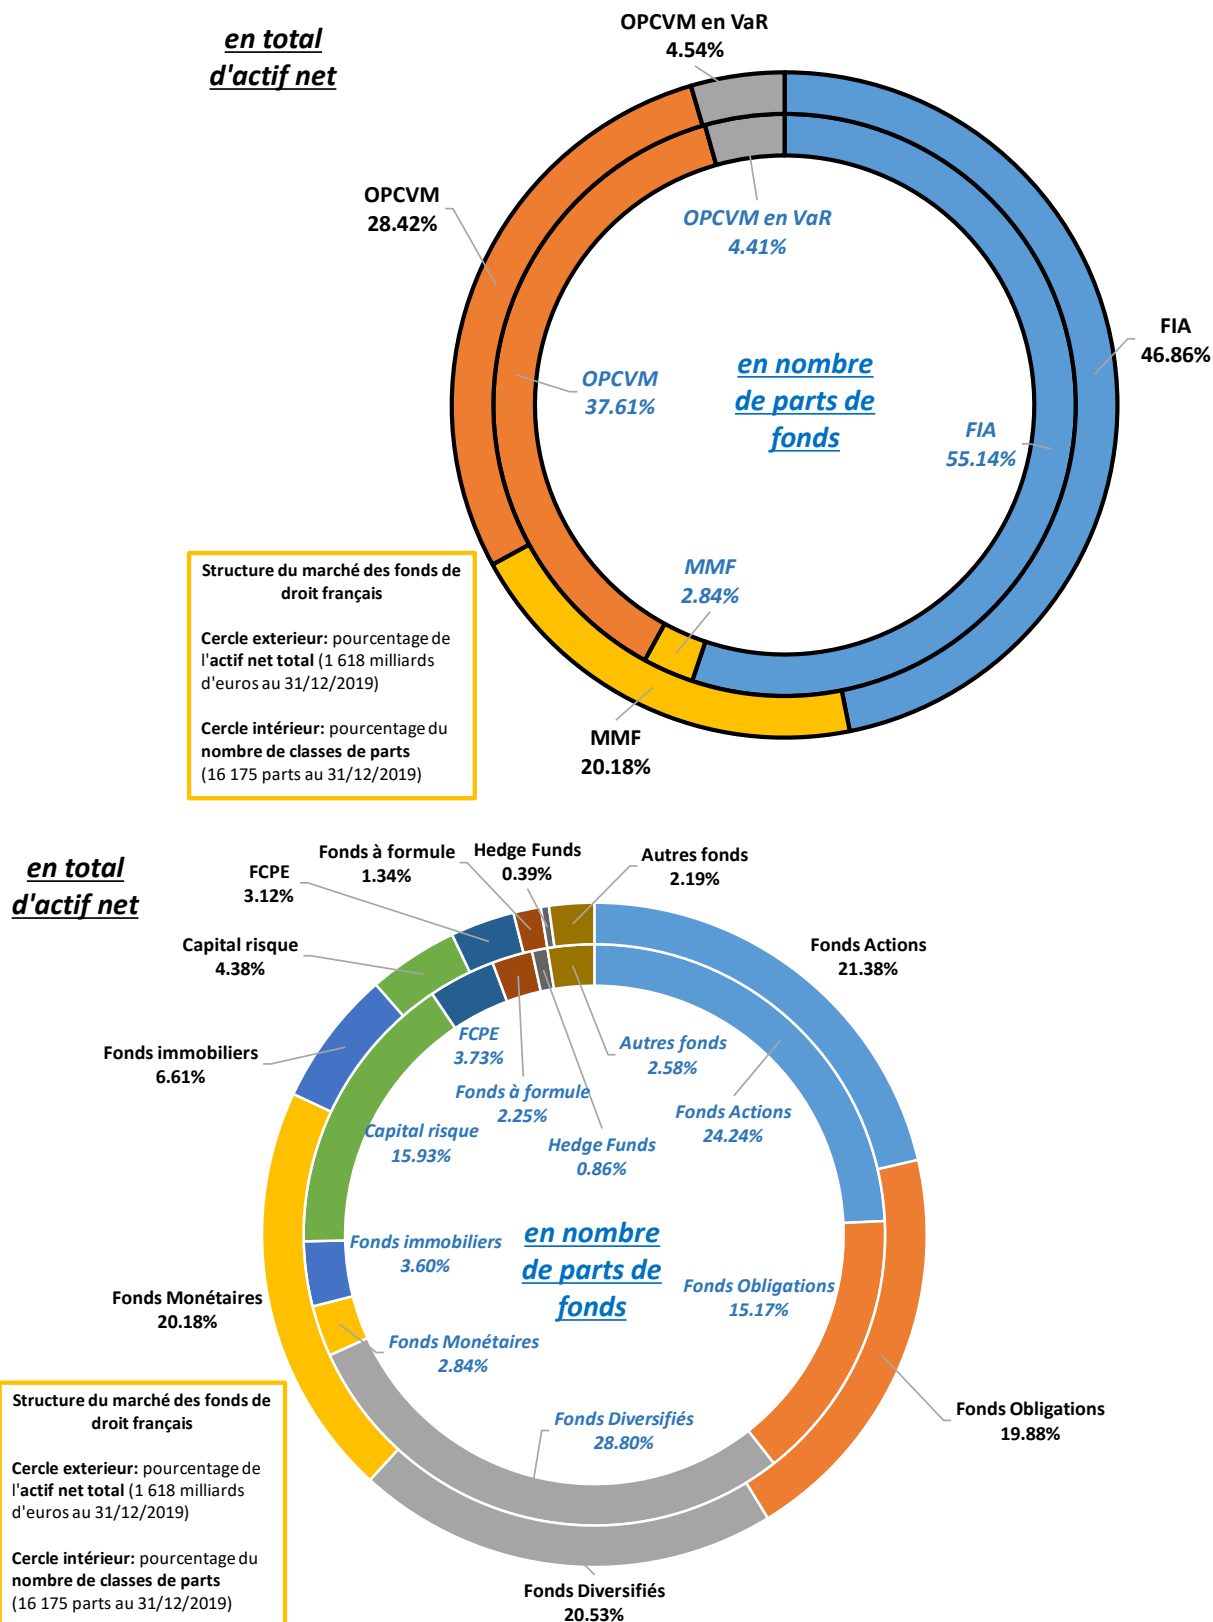 en total
d'actif net
OPCVM en VaR
4.54%
OPCVM
28.42%
OPCVM en VaR
4.41%
FIA
46.86%
OPCVM
37.61%
en nombre
de parts de
fonds
FIA
55.14%
MMF
2.84%
MMF
20.18%
Structure du marché des fonds de
droit français
Cercle exterieur: pourcentage de
l'actif net total (1 618 milliards
d'euros au 31/12/2019)
Cercle intérieur: pourcentage du
nombre de classes de parts
(16 175 parts au 31/12/2019)
en total
d'actif net
FCPE
3.12%
Fonds à formule
1.34%
Hedge Funds
0.39%
Autres fonds
2.19%
Capital risque
4.38%
Fonds Actions
21.38%
Fonds immobiliers
6.61%
FCPE
3.73%
Autres fonds
2.58%
Fonds à formule
2.25%
Fonds Actions
24.24%
Capital risque
15.93%
Hedge Funds
0.86%
Fonds immobiliers
3.60%
en nombre
de parts de
fonds
Fonds Obligations
15.17%
Fonds Monétaires
20.18%
Fonds Monétaires
2.84%
Fonds Diversifiés
28.80%
Fonds Obligations
19.88%
Fonds Diversifiés
20.53%
Structure du marché des fonds de
droit français
Cercle exterieur: pourcentage de
l'actif net total (1 618 milliards
d'euros au 31/12/2019)
Cercle intérieur: pourcentage du
nombre de classes de parts
(16 175 parts au 31/12/2019)